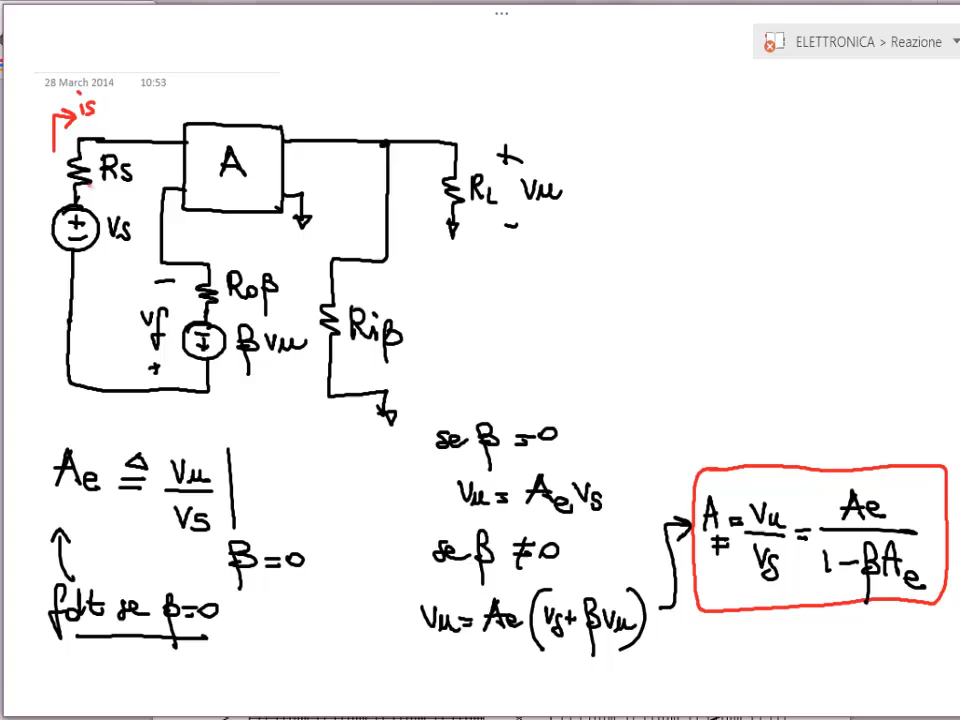 ELETTRONICA > Reazione
28 March 2014 10:53
is
Rs
A
+
RL vu
-
+
vs
-
Roβ
vf
βvu
Riβ
+
se β = 0
Ae ≜ vu/vs | β=0
vu = Ae vs
A_F = vu/vs = Ae/(1-βAe)
se β ≠ 0
fdt se β=0
vu = Ae (vs + βvu)